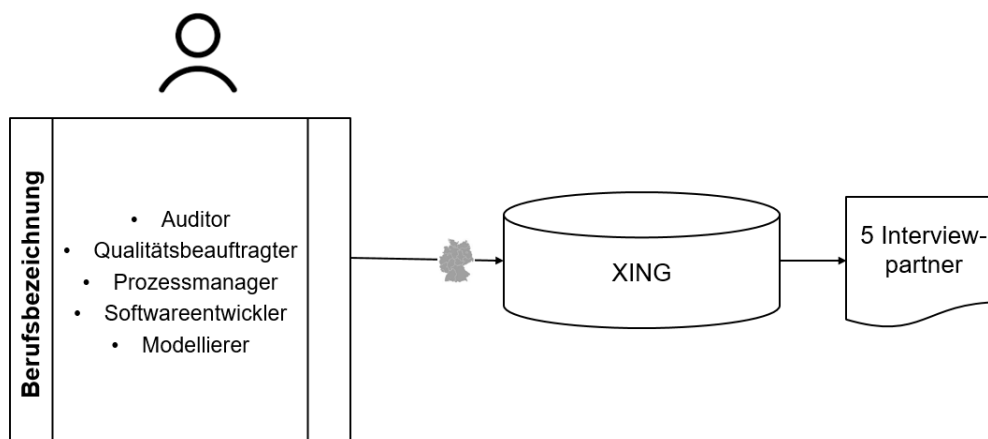 Berufsbezeichnung
• Auditor
• Qualitätsbeauftragter
• Prozessmanager
• Softwareentwickler
• Modellierer
XING
5 Interview-
partner